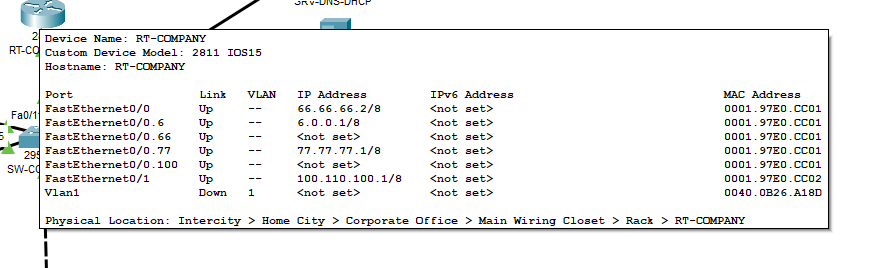 SRV-DNS-DHCP
Device Name: RT-COMPANY
Custom Device Model: 2811 IOS15
Hostname: RT-COMPANY
Port Link VLAN IP Address IPv6 Address MAC Address
FastEthernet0/0 Up -- 66.66.66.2/8 <not set> 0001.97E0.CC01
FastEthernet0/0.6 Up -- 6.0.0.1/8 <not set> 0001.97E0.CC01
FastEthernet0/0.66 Up -- <not set> <not set> 0001.97E0.CC01
FastEthernet0/0.77 Up -- 77.77.77.1/8 <not set> 0001.97E0.CC01
FastEthernet0/0.100 Up -- <not set> <not set> 0001.97E0.CC01
FastEthernet0/1 Up -- 100.110.100.1/8 <not set> 0001.97E0.CC02
Vlan1 Down 1 <not set> <not set> 0040.0B26.A18D
Physical Location: Intercity > Home City > Corporate Office > Main Wiring Closet > Rack > RT-COMPANY
RT-CO
Fa0/1
295
SW-CO